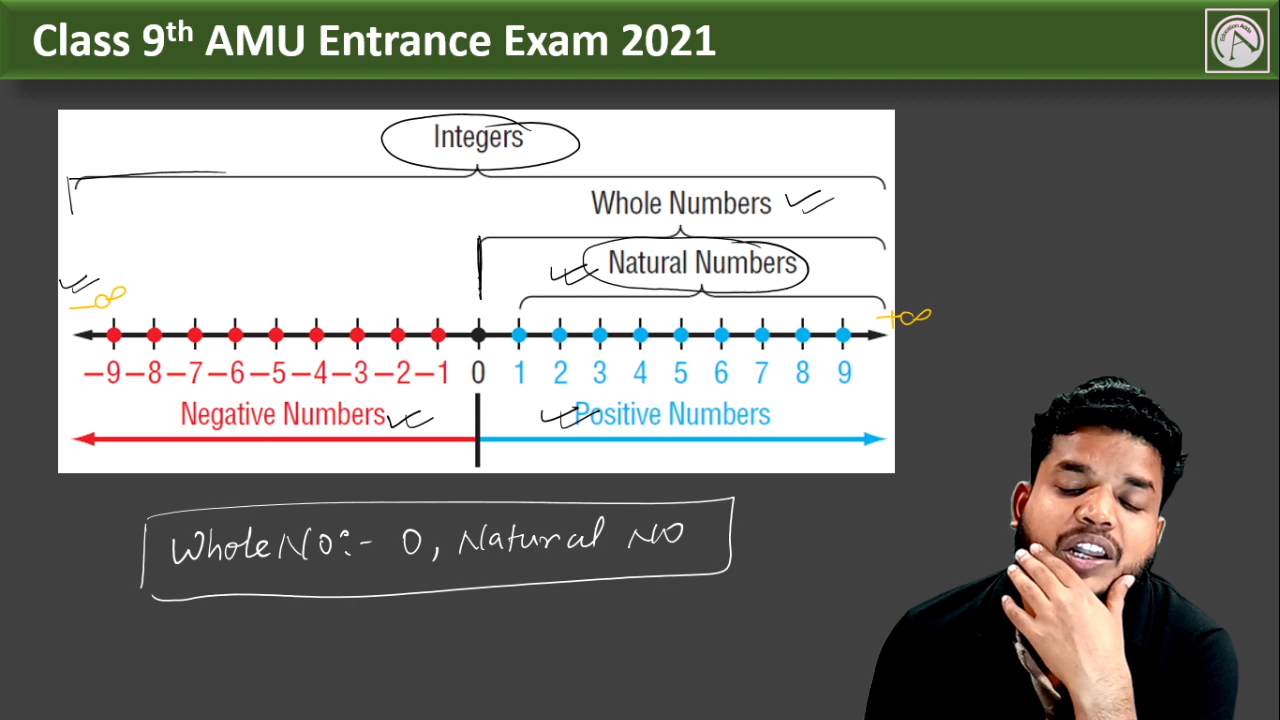 Class 9th AMU Entrance Exam 2021
Education Aalia
A
Integers
Whole Numbers
Natural Numbers
−∞
+∞
−9 −8 −7 −6 −5 −4 −3 −2 −1 0 1 2 3 4 5 6 7 8 9
Negative Numbers
Positive Numbers
Whole NO:- 0, Natural NO